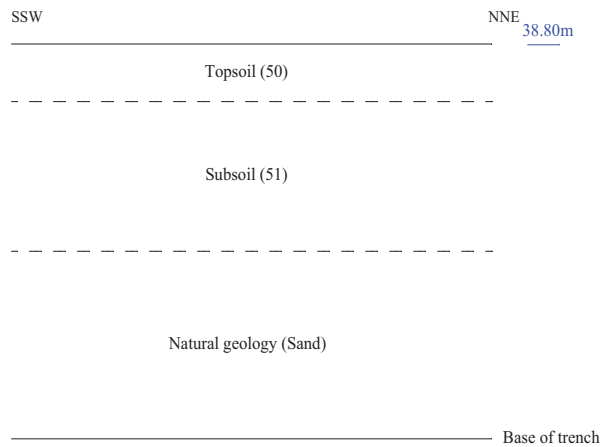 SSW
NNE
38.80m
Topsoil (50)
Subsoil (51)
Natural geology (Sand)
Base of trench